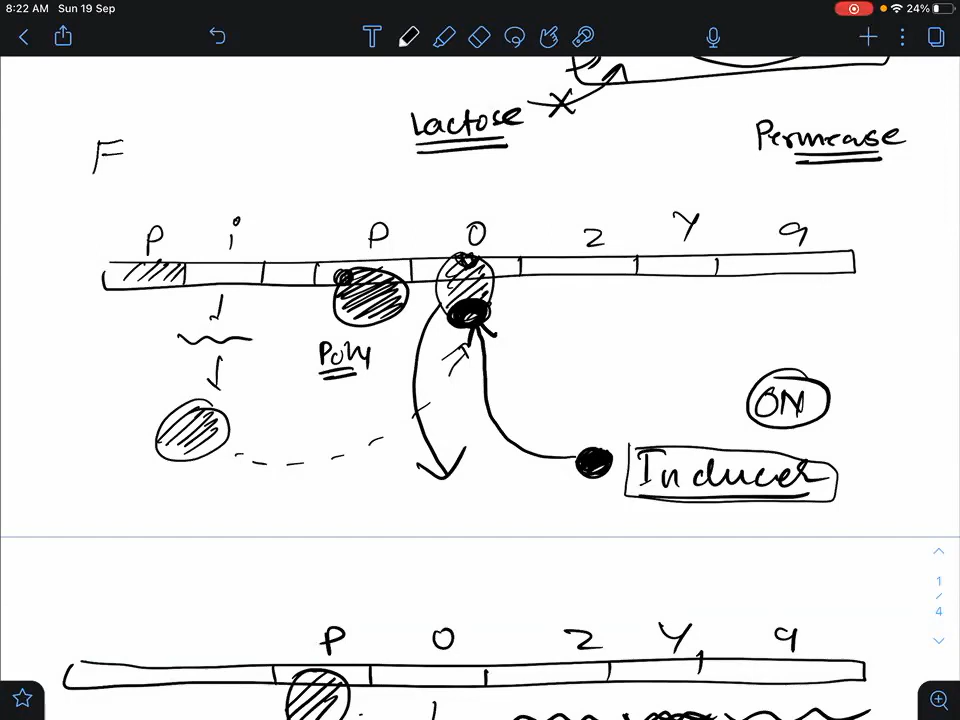 8:22 AM Sun 19 Sep
24%
T
Lactose
Permease
F
P i P O z Y a
Poly
ON
Inducer
1
/
4
P O z Y a